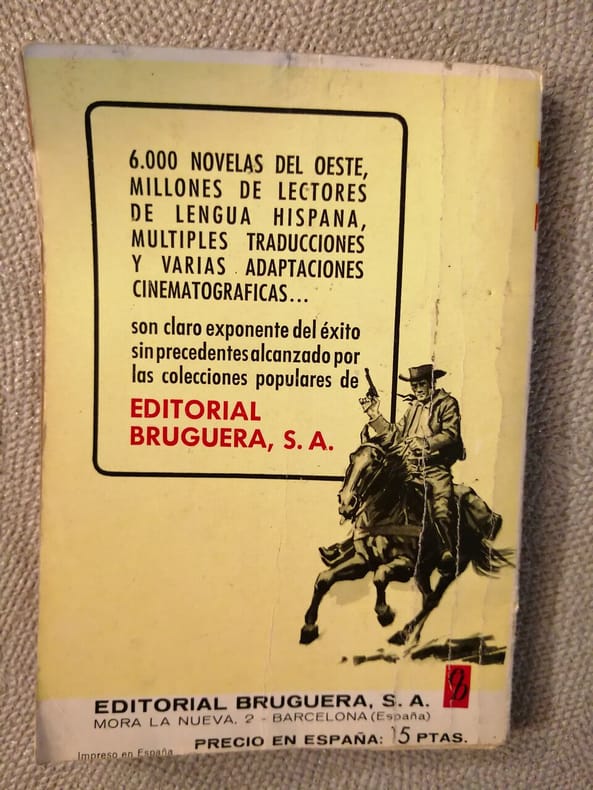 6.000 NOVELAS DEL OESTE,
MILLONES DE LECTORES
DE LENGUA HISPANA,
MULTIPLES TRADUCCIONES
Y VARIAS ADAPTACIONES
CINEMATOGRAFICAS...
son claro exponente del éxito
sin precedentes alcanzado por
las colecciones populares de
EDITORIAL
BRUGUERA, S. A.
EDITORIAL BRUGUERA, S. A.
MORA LA NUEVA, 2 - BARCELONA (España)
PRECIO EN ESPAÑA: 15 PTAS.
Impreso en España